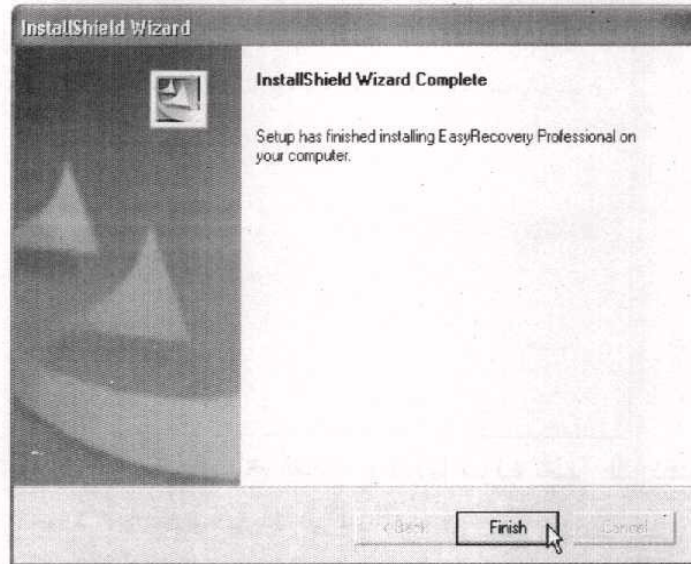 InstallShield Wizard
InstallShield Wizard Complete
Setup has finished installing EasyRecovery Professional on
your computer.
< Back
Finish
Cancel